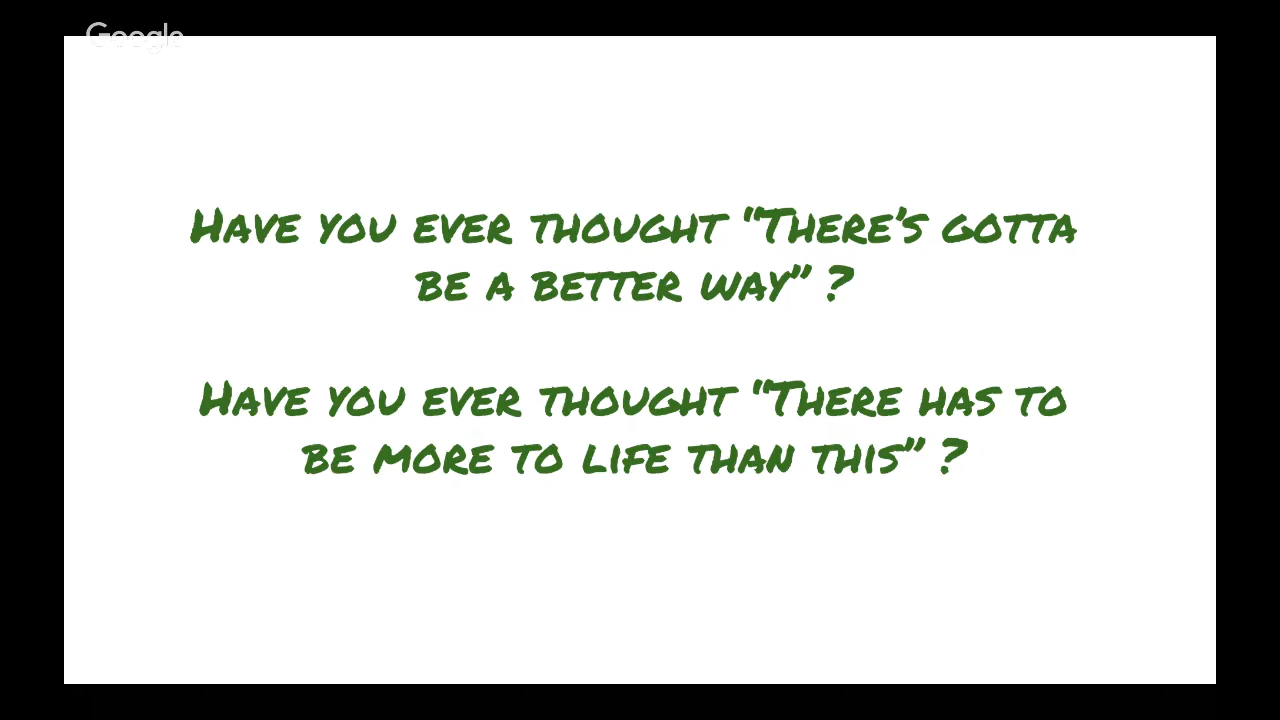 Google
Have you ever thought “There’s gotta
be a better way” ?
Have you ever thought “There has to
be more to life than this” ?